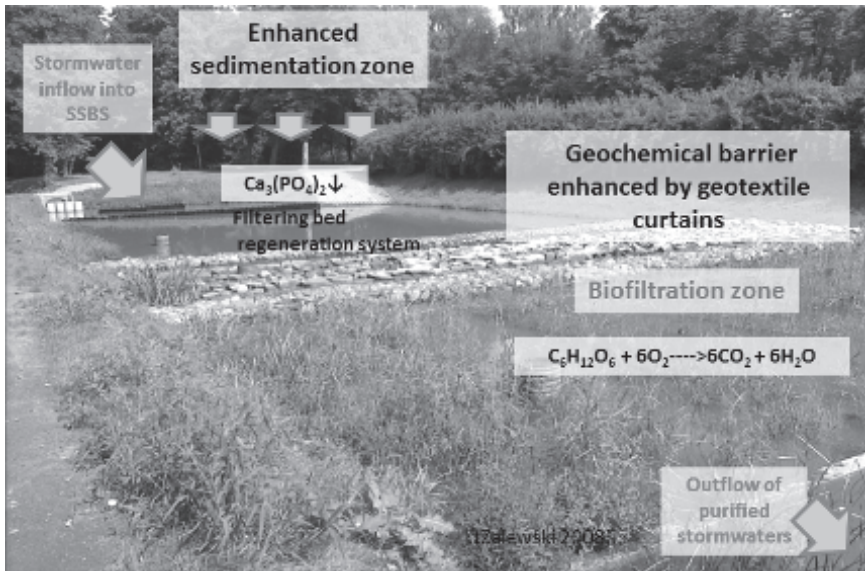 Stormwater
inflow into
SSBS
Enhanced
sedimentation zone
Ca₃(PO₄)₂↓
Filtering bed
regeneration system
Geochemical barrier
enhanced by geotextile
curtains
Biofiltration zone
C₆H₁₂O₆ + 6O₂---->6CO₂ + 6H₂O
Outflow of
purified
stormwaters